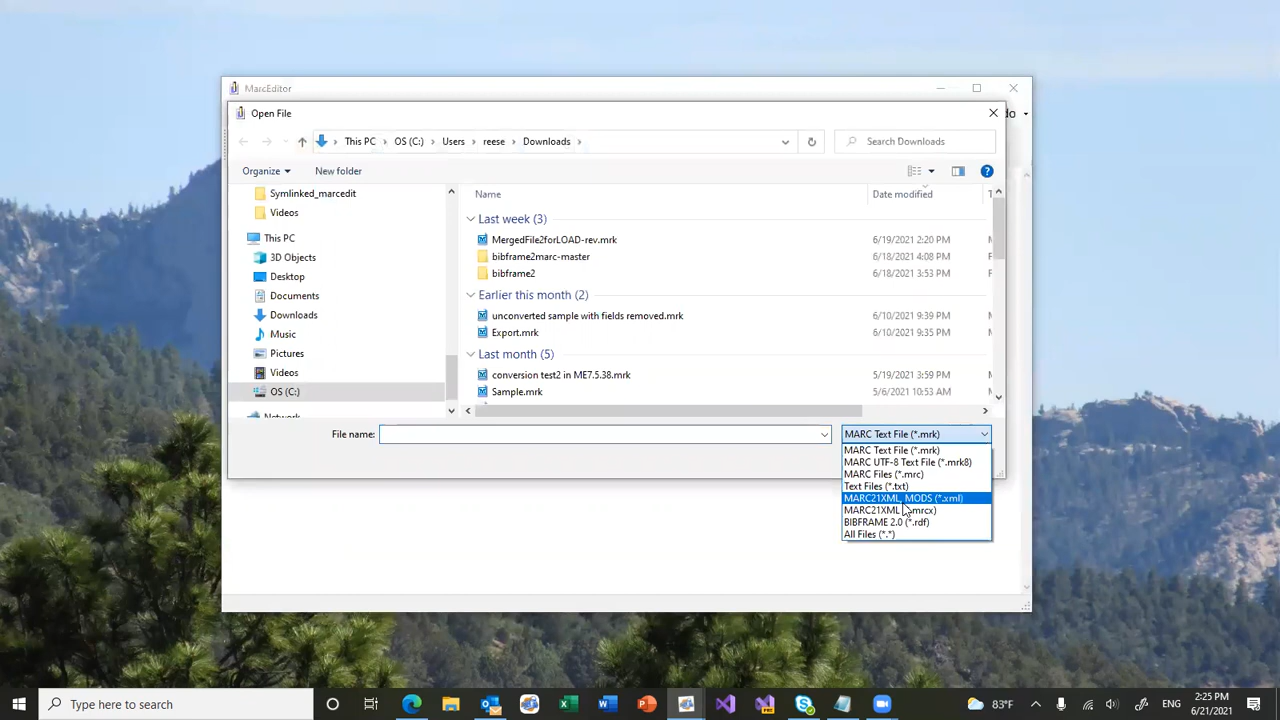 MarcEditor
Open File
This PC > OS (C:) > Users > reese > Downloads >
Search Downloads
Organize
New folder
Symlinked_marcedit
Videos
This PC
3D Objects
Desktop
Documents
Downloads
Music
Pictures
Videos
OS (C:)
Network
Name
Date modified
Last week (3)
MergedFile2forLOAD-rev.mrk 6/19/2021 2:20 PM
bibframe2marc-master 6/18/2021 4:08 PM
bibframe2 6/18/2021 3:53 PM
Earlier this month (2)
unconverted sample with fields removed.mrk 6/10/2021 9:39 PM
Export.mrk 6/10/2021 9:35 PM
Last month (5)
conversion test2 in ME7.5.38.mrk 5/19/2021 3:59 PM
Sample.mrk 5/6/2021 10:53 AM
File name:
MARC Text File (*.mrk)
MARC Text File (*.mrk)
MARC UTF-8 Text File (*.mrk8)
MARC Files (*.mrc)
Text Files (*.txt)
MARC21XML, MODS (*.xml)
MARC21XML (*.mrcx)
BIBFRAME 2.0 (*.rdf)
All Files (*.*)
Type here to search
83°F
ENG
2:25 PM
6/21/2021